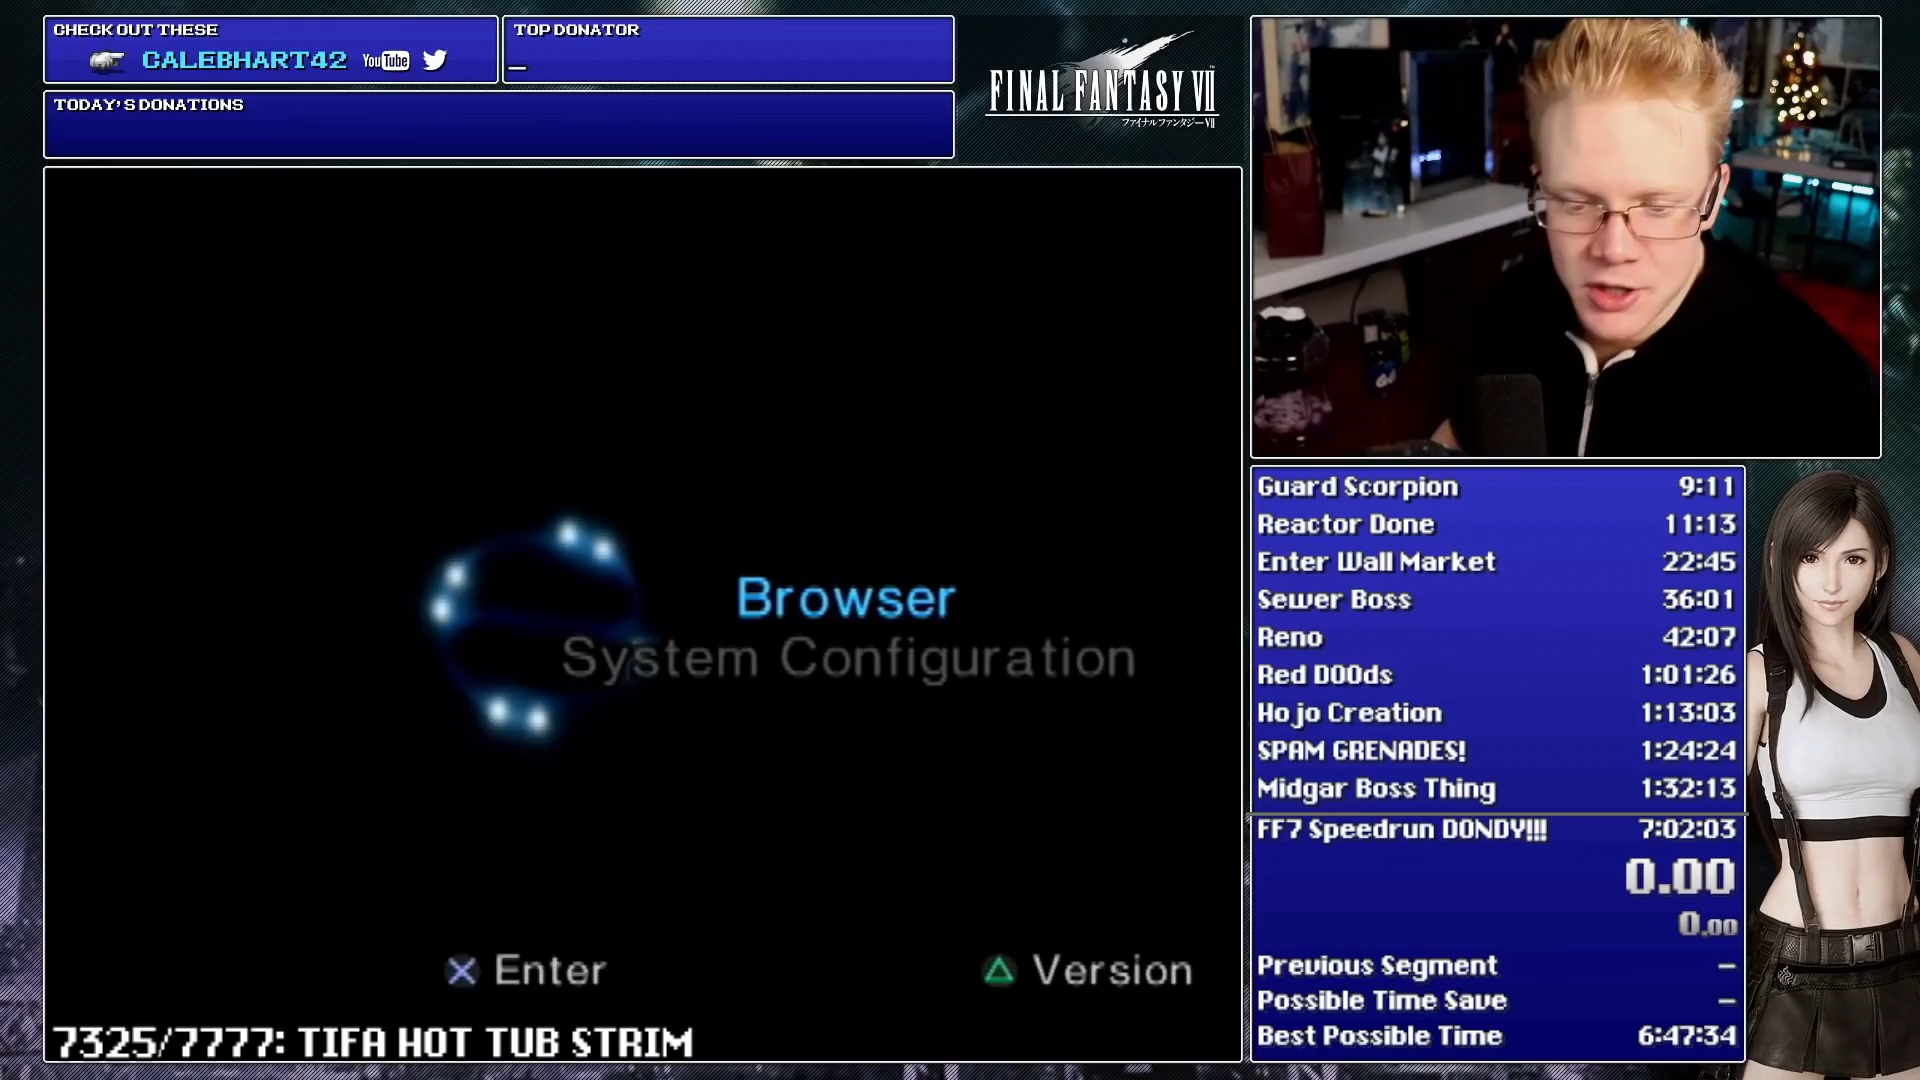 CHECK OUT THESE
CALEBHART42 YouTube
TOP DONATOR
TODAY'S DONATIONS
FINAL FANTASY VII
ファイナルファンタジーVII
Browser
System Configuration
Enter
Version
7325/7777: TIFA HOT TUB STRIM
Guard Scorpion 9:11
Reactor Done 11:13
Enter Wall Market 22:45
Sewer Boss 36:01
Reno 42:07
Red D00ds 1:01:26
Hojo Creation 1:13:03
SPAM GRENADES! 1:24:24
Midgar Boss Thing 1:32:13
FF7 Speedrun DONDY!!! 7:02:03
0.00
0.00
Previous Segment –
Possible Time Save –
Best Possible Time 6:47:34